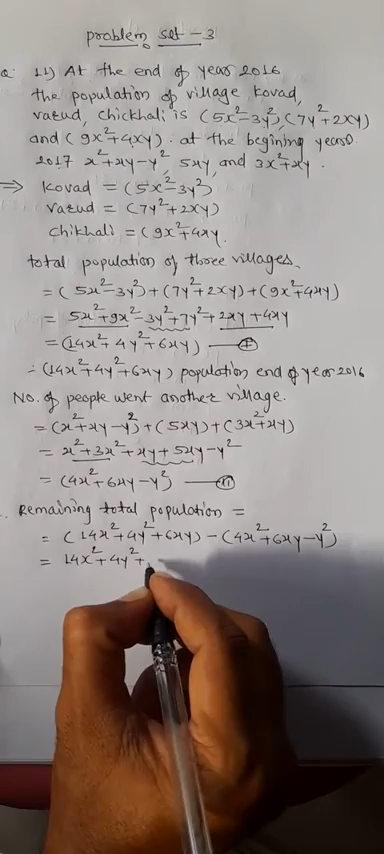 problem set - 3
Q: 11) At the end of year 2016
the population of village kovad,
varud, chickhali is (5x²-3y²)(7y²+2xy)
and (9x²+4xy). at the begining years
2017 x²+xy-y², 5xy, and 3x²+xy.
⇒ kovad = (5x²-3y²)
varud = (7y²+2xy)
chikhali = (9x²+4xy
total population of three villages.
= (5x²-3y²)+(7y²+2xy)+(9x²+4xy)
= 5x²+9x²-3y²+7y²+2xy+4xy
= (14x²+4y²+6xy) — I
∴ (14x²+4y²+6xy) population end of year 2016
No. of people went another village.
= (x²+xy-y²)+(5xy)+(3x²+xy)
= x²+3x²+xy+5xy-y²
= (4x²+6xy-y²) — II
Remaining total population =
= (14x²+4y²+6xy)-(4x²+6xy-y²)
= 14x²+4y²+